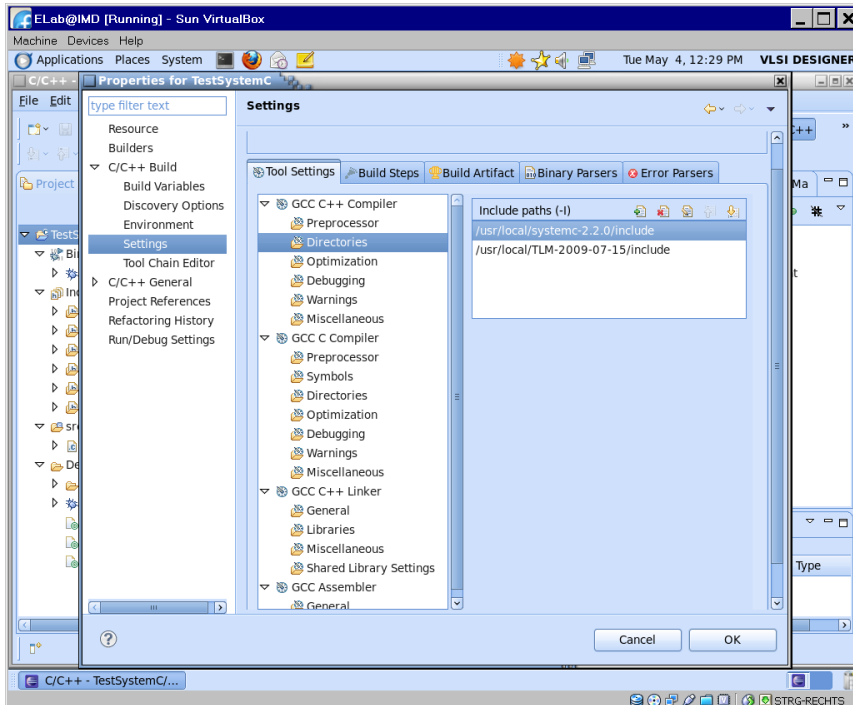 ELab@IMD [Running] - Sun VirtualBox
Machine Devices Help
Applications Places System
Tue May 4, 12:29 PM VLSI DESIGNER
C/C++ -
Properties for TestSystemC
File Edit
type filter text
Settings
C++
»
Resource
Builders
C/C++ Build
Build Variables
Discovery Options
Environment
Settings
Tool Chain Editor
C/C++ General
Project References
Refactoring History
Run/Debug Settings
Tool Settings Build Steps Build Artifact Binary Parsers Error Parsers
GCC C++ Compiler
Preprocessor
Directories
Optimization
Debugging
Warnings
Miscellaneous
GCC C Compiler
Preprocessor
Symbols
Directories
Optimization
Debugging
Warnings
Miscellaneous
GCC C++ Linker
General
Libraries
Miscellaneous
Shared Library Settings
GCC Assembler
General
Include paths (-I)
/usr/local/systemc-2.2.0/include
/usr/local/TLM-2009-07-15/include
Project
TestS
Bi
Inc
src
De
Ma
t
Type
Cancel OK
C/C++ - TestSystemC/...
STRG-RECHTS